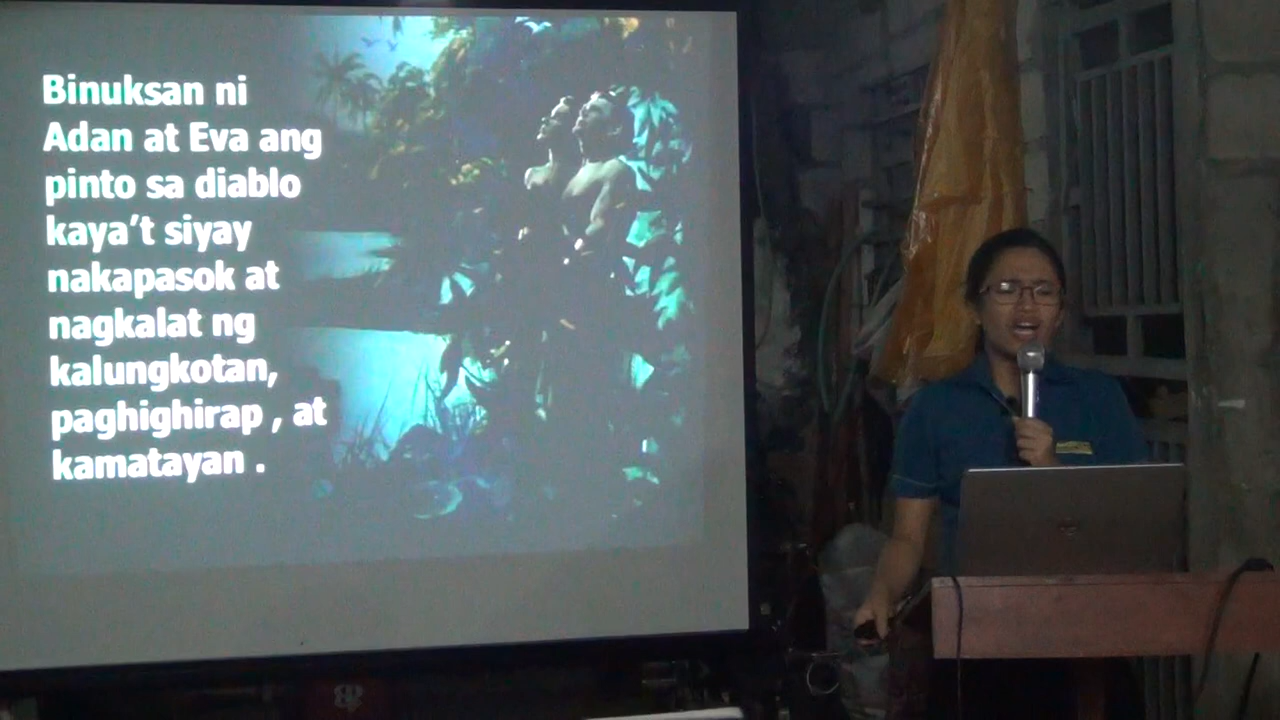 Binuksan ni
Adan at Eva ang
pinto sa diablo
kaya't siyay
nakapasok at
nagkalat ng
kalungkotan,
paghighirap , at
kamatayan .